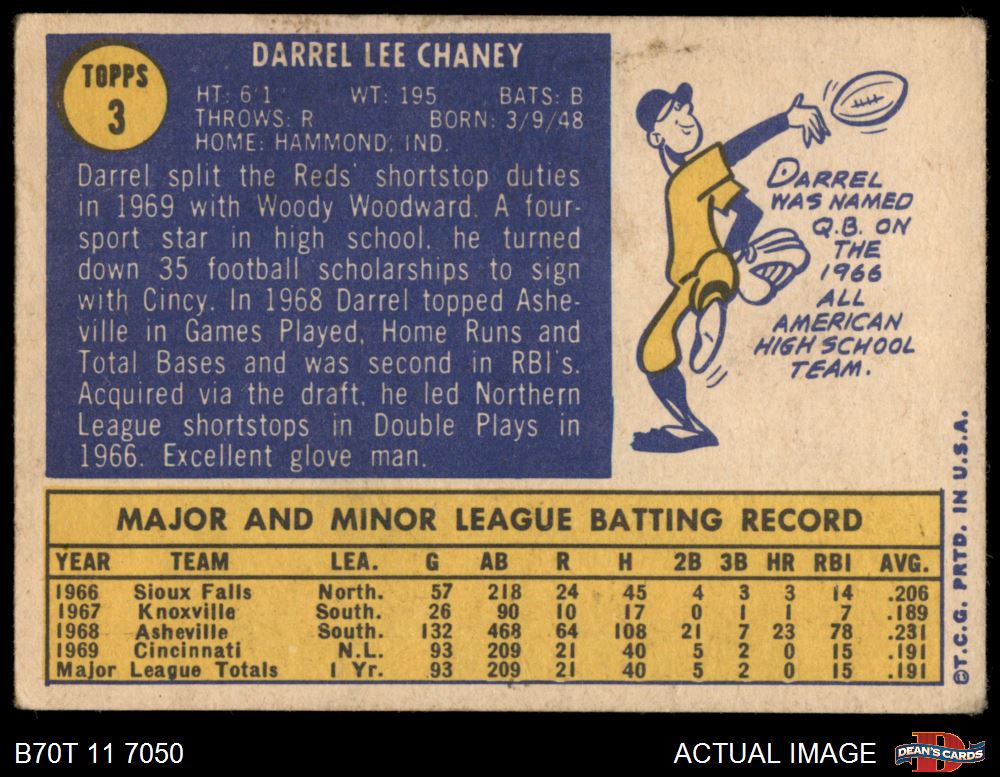 TOPPS
3
DARREL LEE CHANEY
HT: 6'1" WT: 195 BATS: B
THROWS: R BORN: 3/9/48
HOME: HAMMOND, IND.
Darrel split the Reds' shortstop duties
in 1969 with Woody Woodward. A four-
sport star in high school, he turned
down 35 football scholarships to sign
with Cincy. In 1968 Darrel topped Ashe-
ville in Games Played, Home Runs and
Total Bases and was second in RBI's.
Acquired via the draft, he led Northern
League shortstops in Double Plays in
1966. Excellent glove man.
DARREL
WAS NAMED
Q.B. ON
THE
1966
ALL
AMERICAN
HIGH SCHOOL
TEAM.
MAJOR AND MINOR LEAGUE BATTING RECORD
YEAR TEAM LEA. G AB R H 2B 3B HR RBI AVG.
1966 Sioux Falls North. 57 218 24 45 4 3 3 14 .206
1967 Knoxville South. 26 90 10 17 0 1 1 7 .189
1968 Asheville South. 132 468 64 108 21 7 23 78 .231
1969 Cincinnati N.L. 93 209 21 40 5 2 0 15 .191
Major League Totals 1 Yr. 93 209 21 40 5 2 0 15 .191
©T.C.G. PRTD. IN U.S.A.
B70T 11 7050
ACTUAL IMAGE
D
DEAN'S CARDS